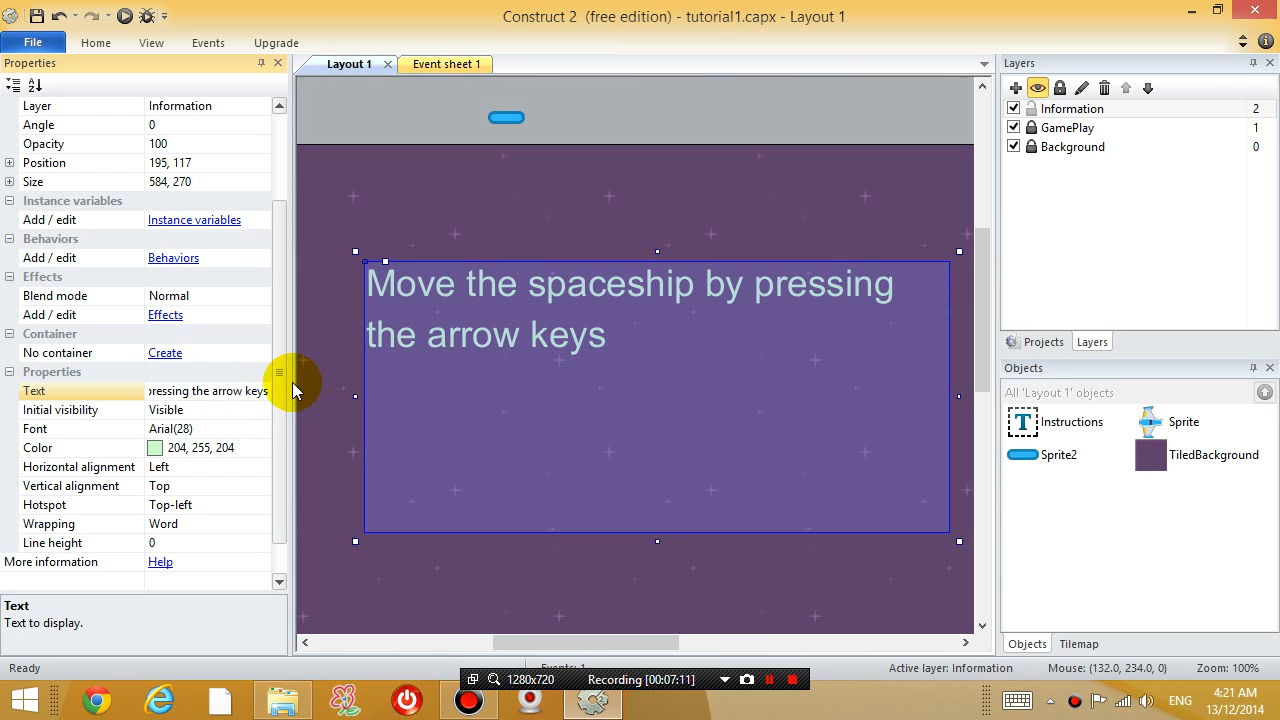 Construct 2 (free edition) - tutorial1.capx - Layout 1
File Home View Events Upgrade
Properties
Layer Information
Angle 0
Opacity 100
Position 195, 117
Size 584, 270
Instance variables
Add / edit Instance variables
Behaviors
Add / edit Behaviors
Effects
Blend mode Normal
Add / edit Effects
Container
No container Create
Properties
Text pressing the arrow keys
Initial visibility Visible
Font Arial(28)
Color 204, 255, 204
Horizontal alignment Left
Vertical alignment Top
Hotspot Top-left
Wrapping Word
Line height 0
More information Help
Text
Text to display.
Layout 1 Event sheet 1
Move the spaceship by pressing
the arrow keys
Layers
Information 2
GamePlay 1
Background 0
Projects Layers
Objects
All 'Layout 1' objects
T Instructions Sprite
Sprite2 TiledBackground
Objects Tilemap
Ready Events: 1 Active layer: Information Mouse: (132.0, 234.0, 0) Zoom: 100%
1280x720 Recording [00:07:11]
ENG 4:21 AM
13/12/2014